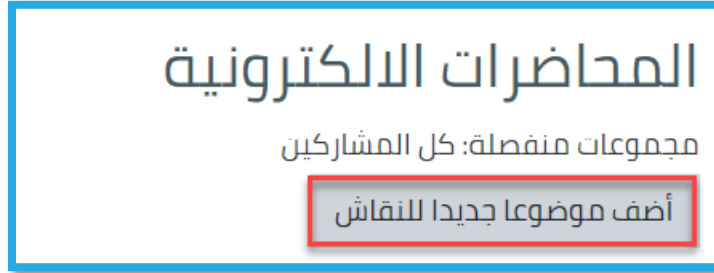 المحاضرات الالكترونية
مجموعات منفصلة: كل المشاركين
أضف موضوعا جديدا للنقاش